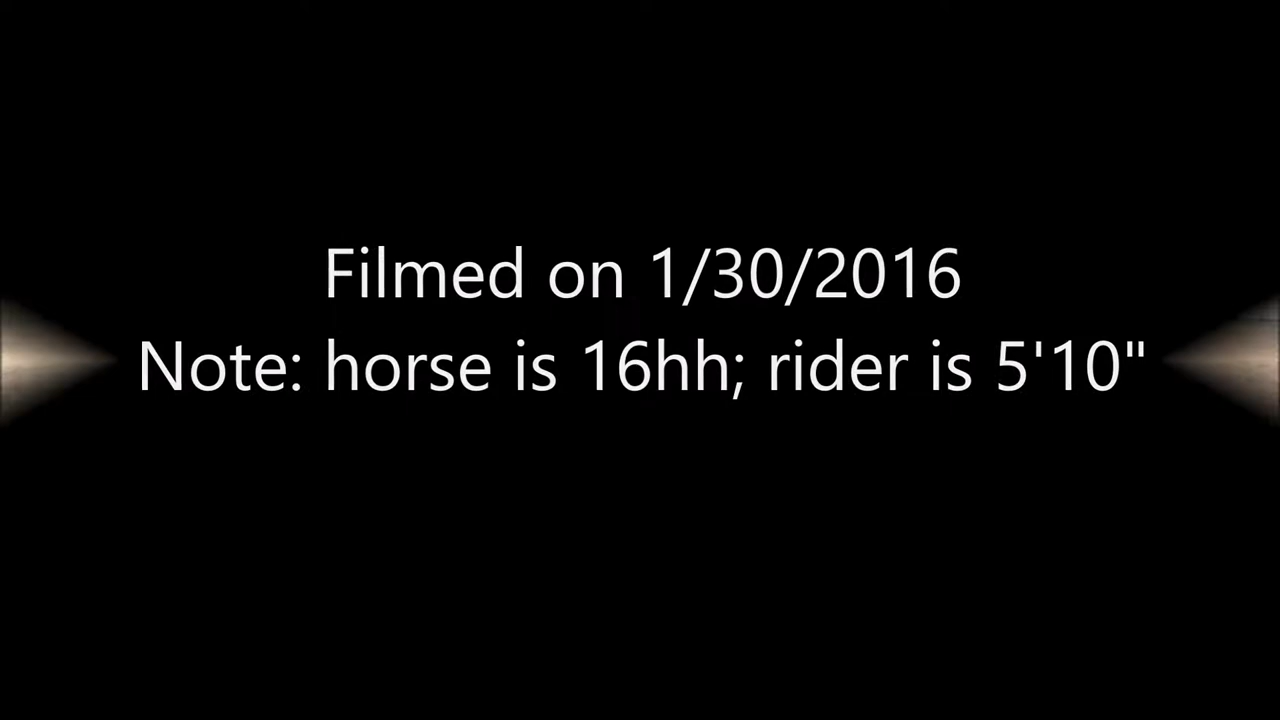 Filmed on 1/30/2016
Note: horse is 16hh; rider is 5'10"